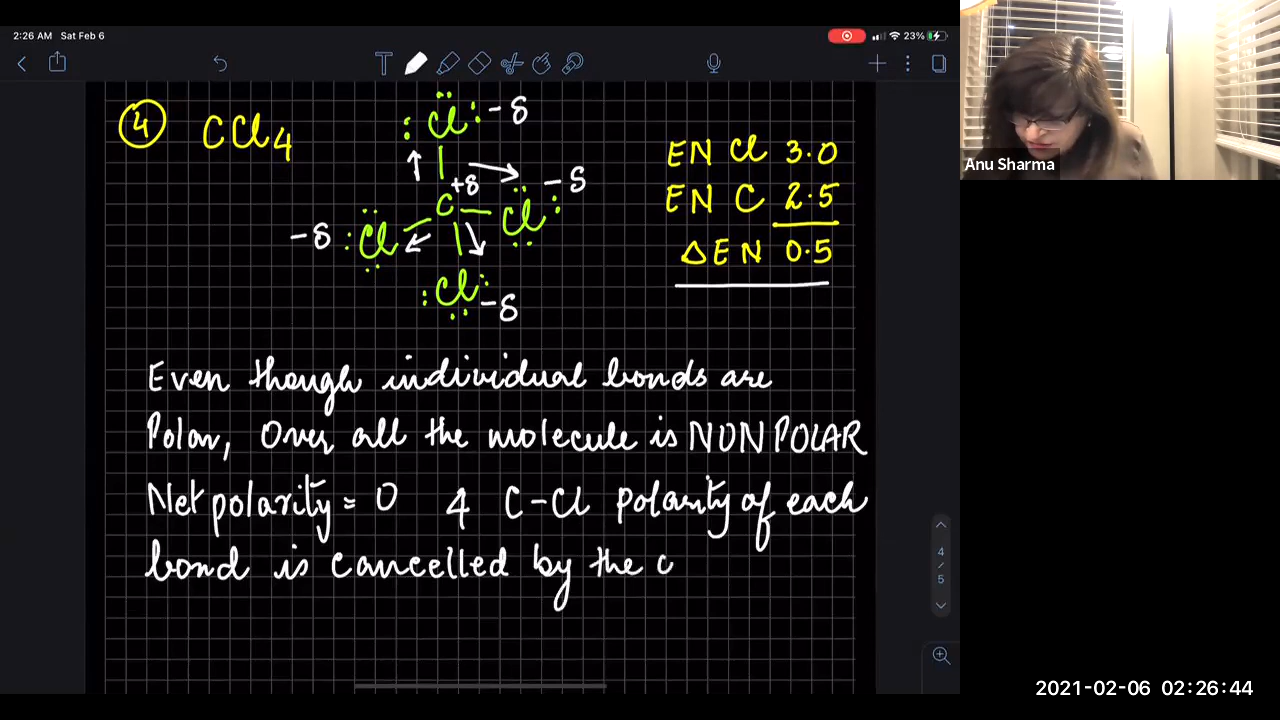 2:26 AM Sat Feb 6
23%
T
4 CCl4
Cl -δ
+δ
C
Cl -δ
-δ Cl
Cl -δ
EN Cl 3.0
EN C 2.5
ΔEN 0.5
Even though individual bonds are
Polar, Over all the molecule is NONPOLAR
Net polarity = 0 4 C-Cl polarity of each
bond is cancelled by the o
4
/
5
Anu Sharma
2021-02-06 02:26:44